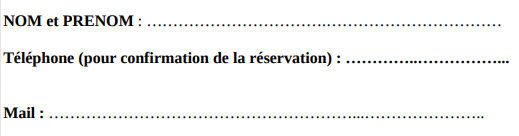 NOM et PRENOM : …………………………….……………………………
Téléphone (pour confirmation de la réservation) : …………..……………...
Mail : …………………………………………………...…………………..